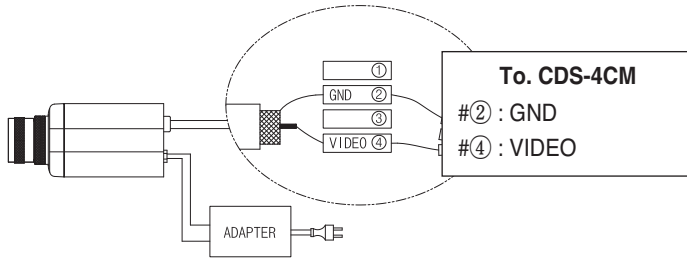 ①
GND ②
③
VIDEO ④
To. CDS-4CM
#② : GND
#④ : VIDEO
ADAPTER